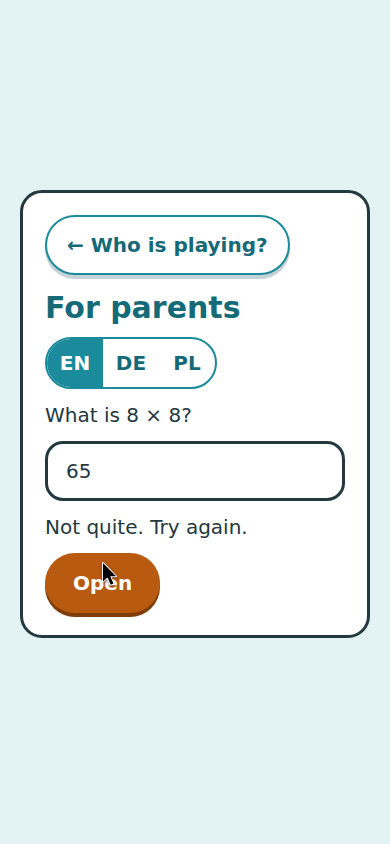 ← Who is playing?
For parents
EN DE PL
What is 8 × 8?
65
Not quite. Try again.
Open